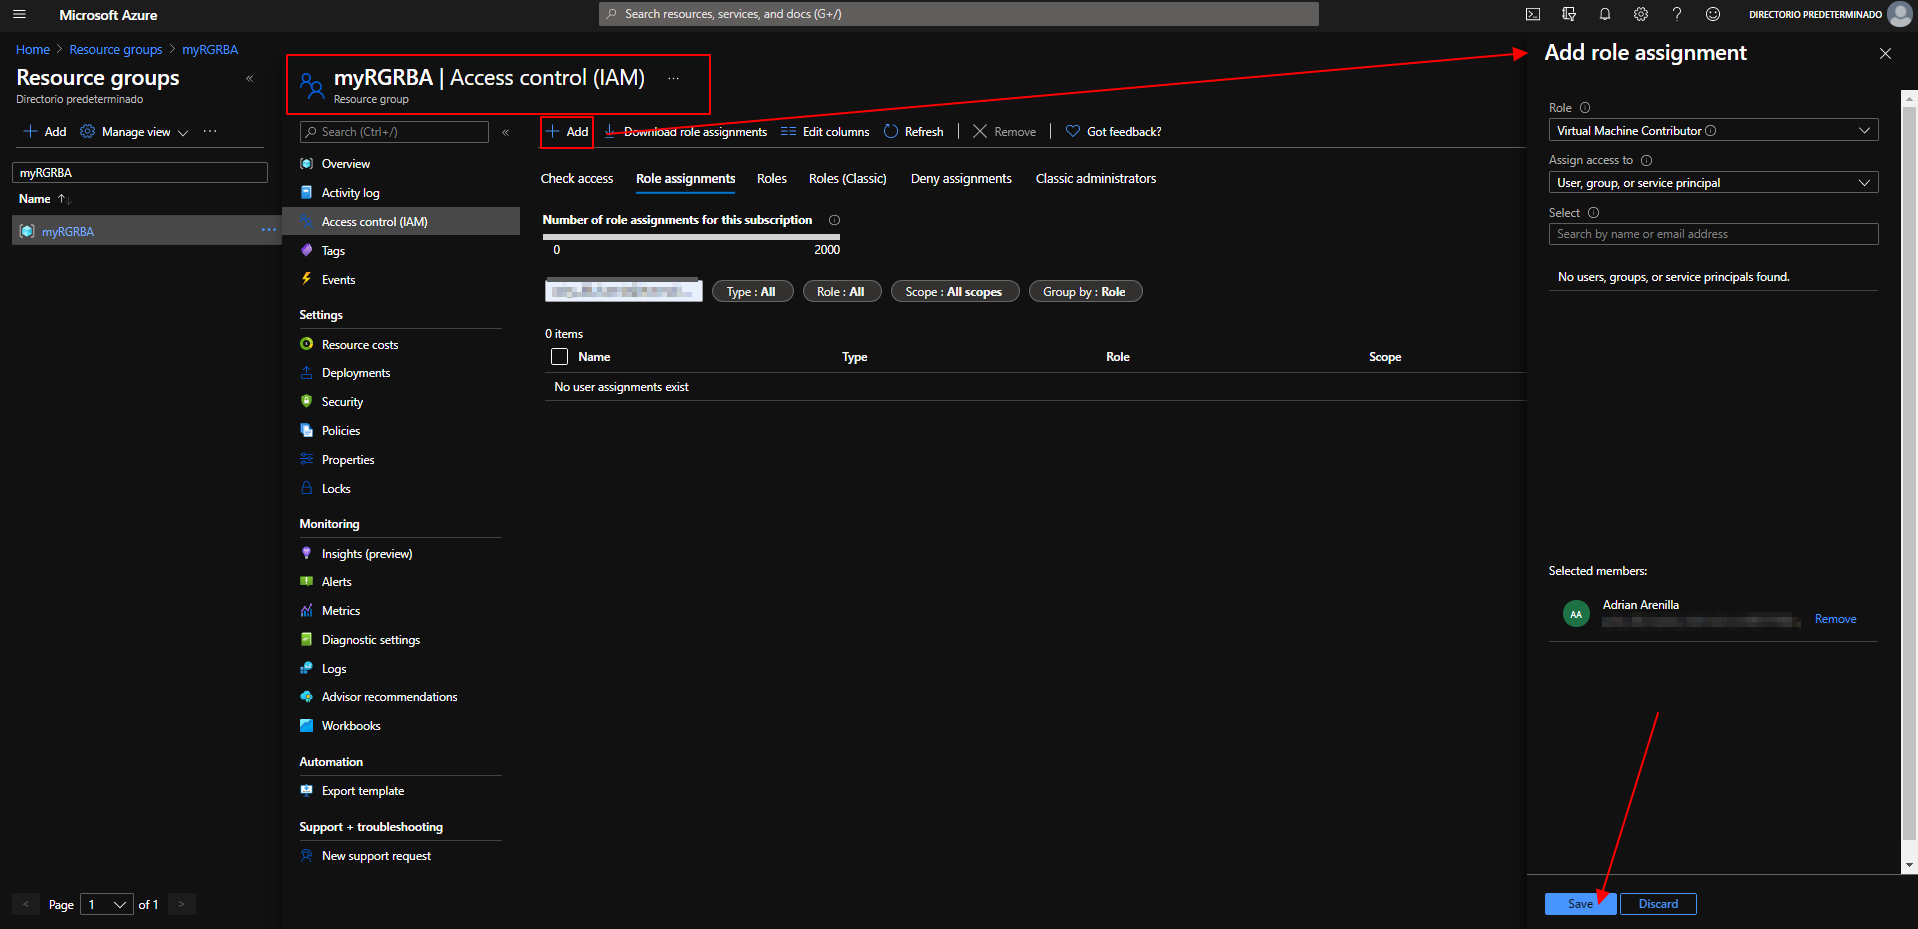 Microsoft Azure
Search resources, services, and docs (G+/)
DIRECTORIO PREDETERMINADO
Home > Resource groups > myRGRBA
Resource groups
«
Directorio predeterminado
+ Add
Manage view
...
myRGRBA
Name ↑↓
myRGRBA
...
< Page 1 of 1 >
myRGRBA | Access control (IAM)
...
Resource group
Search (Ctrl+/)
«
Overview
Activity log
Access control (IAM)
Tags
Events
Settings
Resource costs
Deployments
Security
Policies
Properties
Locks
Monitoring
Insights (preview)
Alerts
Metrics
Diagnostic settings
Logs
Advisor recommendations
Workbooks
Automation
Export template
Support + troubleshooting
New support request
+ Add
Download role assignments
Edit columns
Refresh
Remove
Got feedback?
Check access
Role assignments
Roles
Roles (Classic)
Deny assignments
Classic administrators
Number of role assignments for this subscription
0
2000
Type : All
Role : All
Scope : All scopes
Group by : Role
0 items
Name
Type
Role
Scope
No user assignments exist
Add role assignment
Role
Virtual Machine Contributor
Assign access to
User, group, or service principal
Select
Search by name or email address
No users, groups, or service principals found.
Selected members:
AA
Adrian Arenilla
Remove
Save
Discard